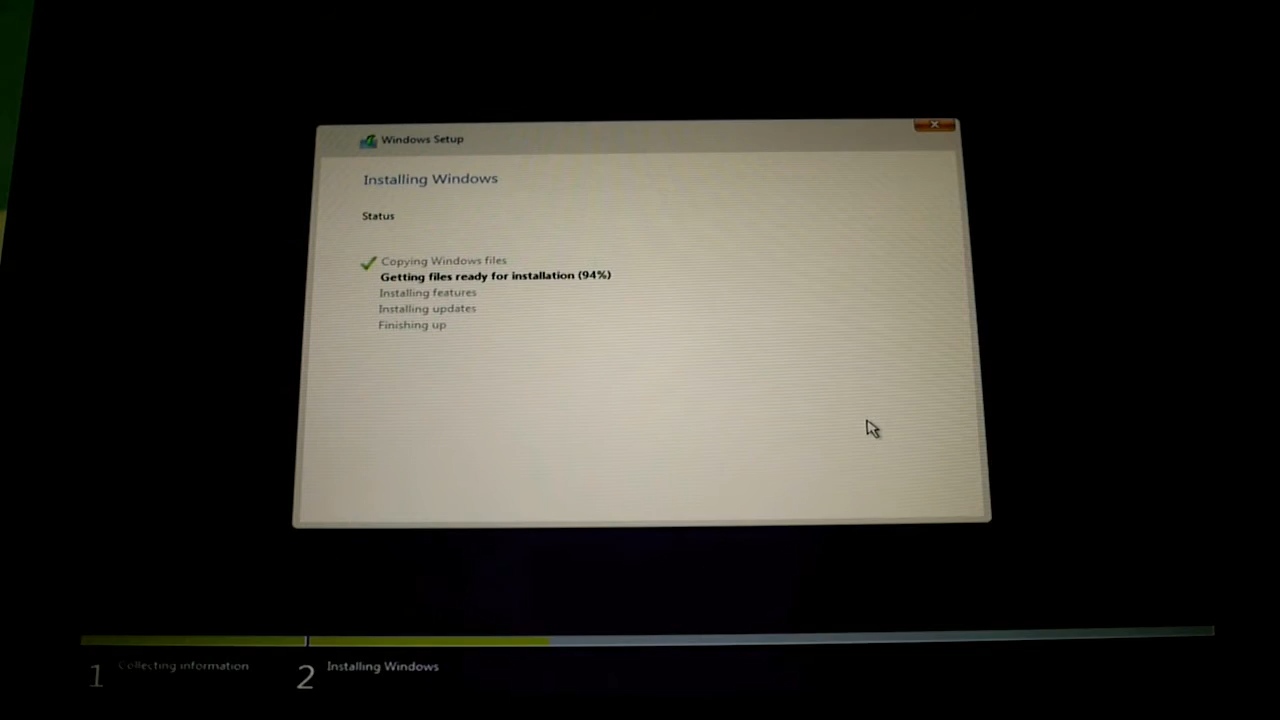 Windows Setup
Installing Windows
Status
Copying Windows files
Getting files ready for installation (94%)
Installing features
Installing updates
Finishing up
1 Collecting information
2 Installing Windows